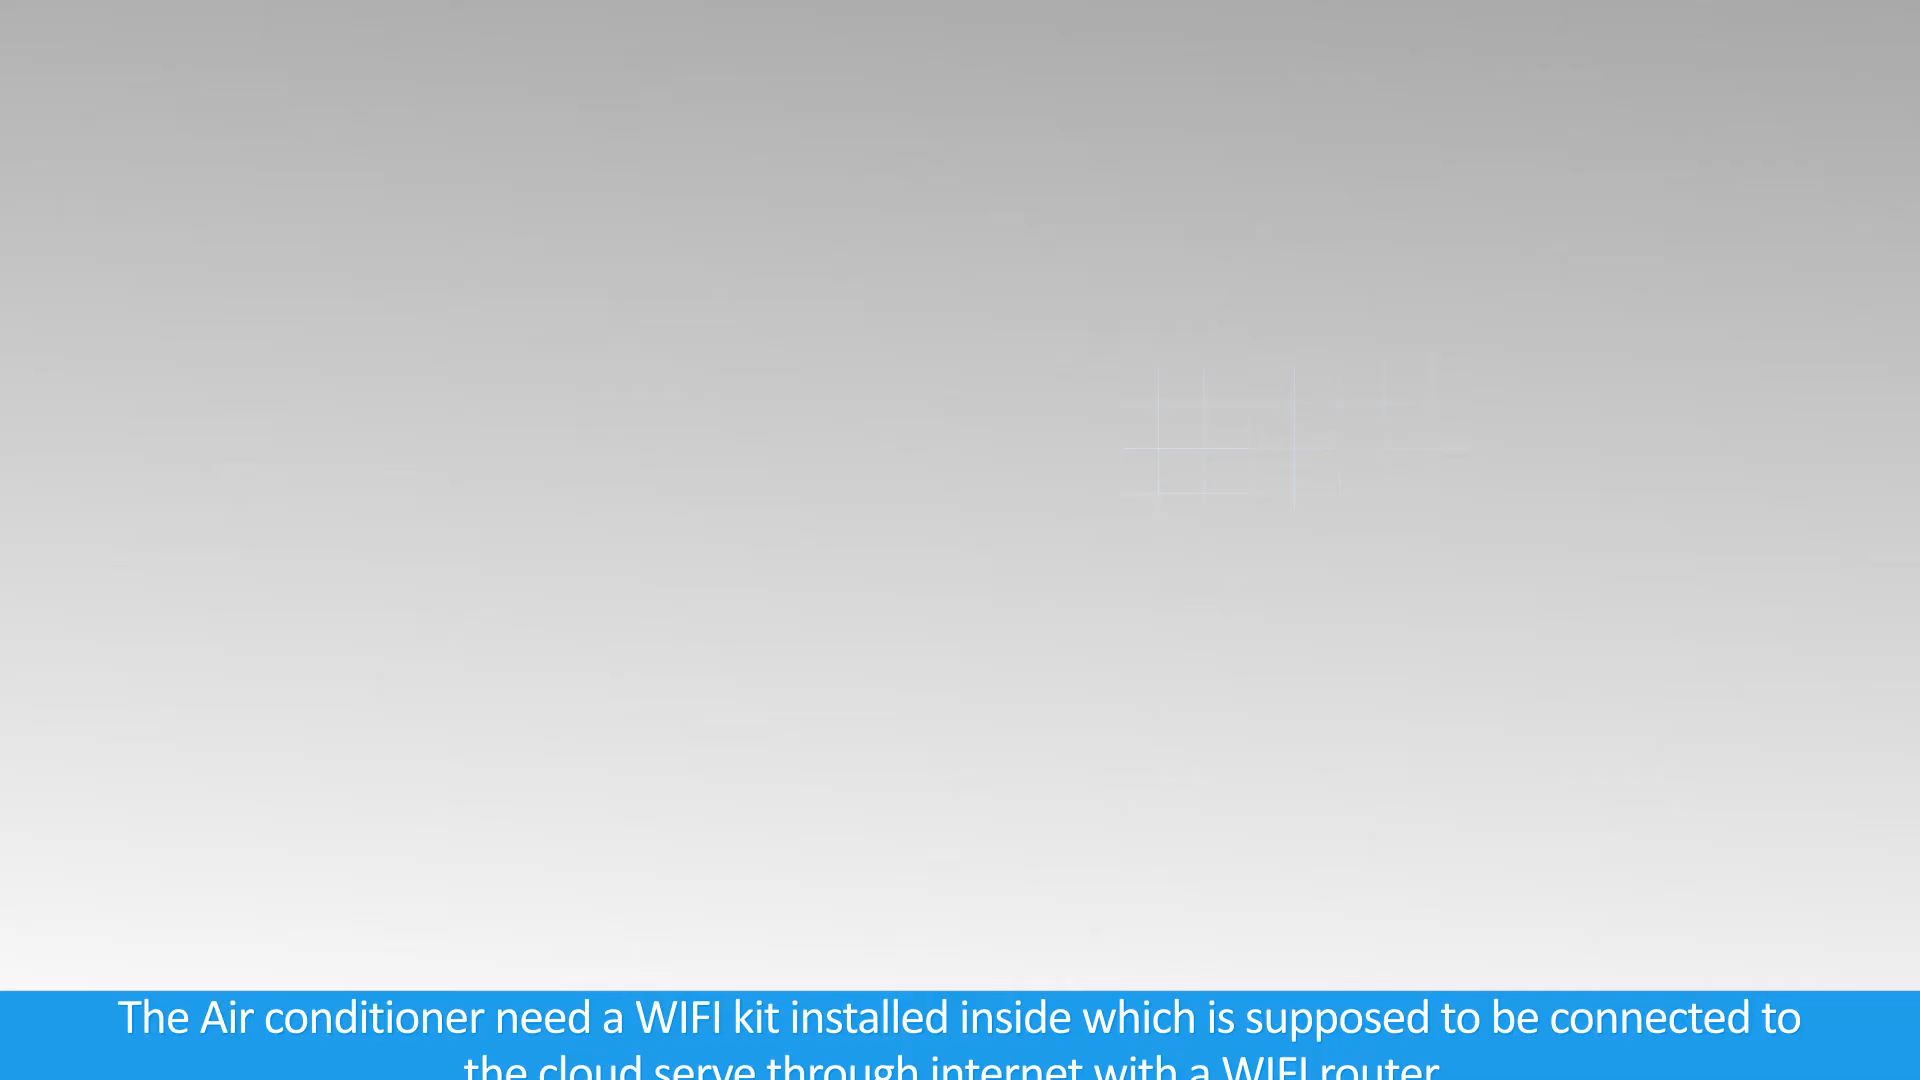 The Air conditioner need a WIFI kit installed inside which is supposed to be connected to
the cloud serve through internet with a WIFI router